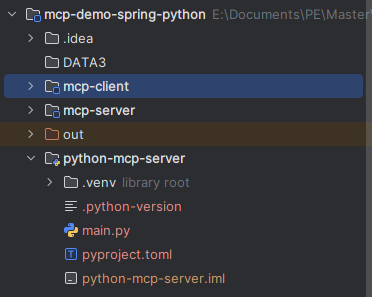 mcp-demo-spring-python E:\Documents\PE\Master\
.idea
DATA3
mcp-client
mcp-server
out
python-mcp-server
.venv library root
.python-version
main.py
pyproject.toml
python-mcp-server.iml